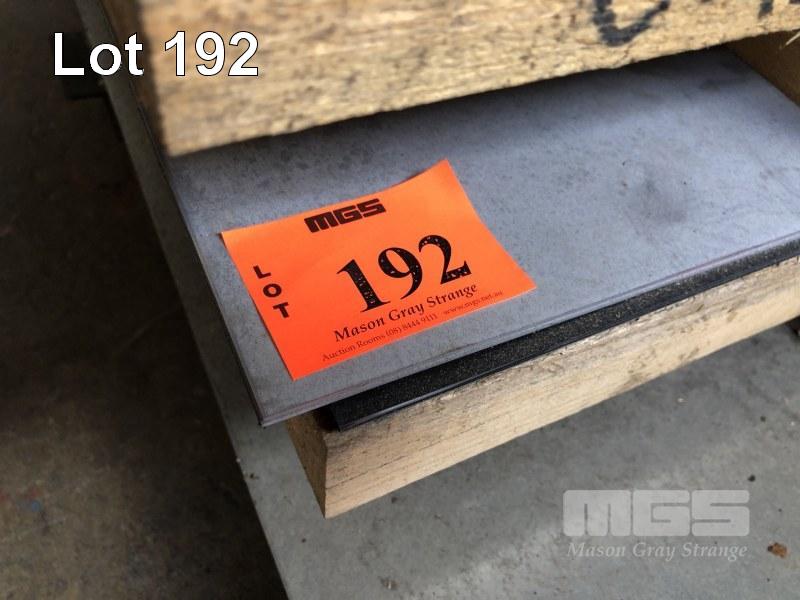 Lot 192
MGS
LOT
192
Mason Gray Strange
Auction Rooms (08) 8444 9111 www.mgs.net.au
MGS
Mason Gray Strange